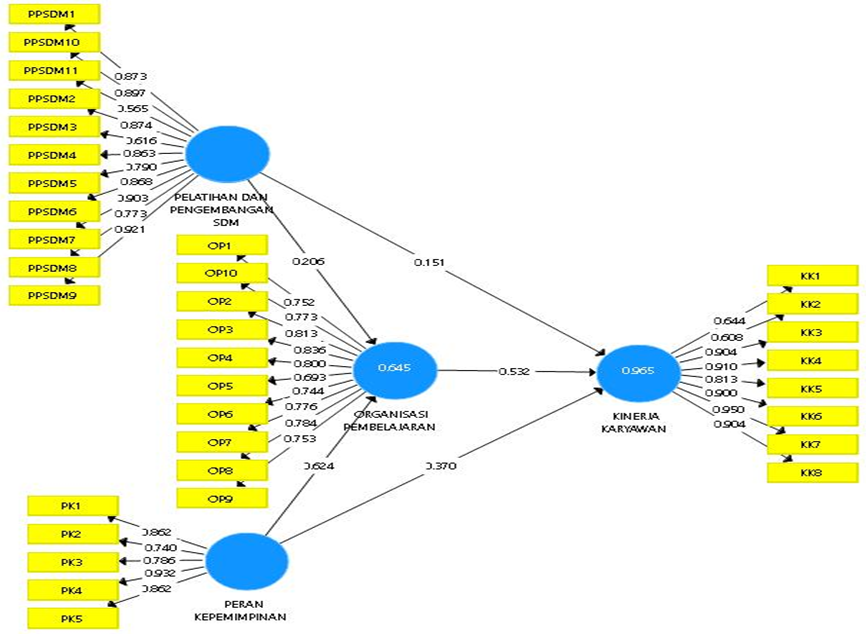 PPSDM1
PPSDM10
PPSDM11
PPSDM2
PPSDM3
PPSDM4
PPSDM5
PPSDM6
PPSDM7
PPSDM8
PPSDM9
0.873
0.897
0.565
0.874
0.616
0.863
0.790
0.868
0.903
0.773
0.921
PELATIHAN DAN
PENGEMBANGAN
SDM
0.206
0.151
OP1
OP10
OP2
OP3
OP4
OP5
OP6
OP7
OP8
OP9
0.752
0.773
0.813
0.836
0.800
0.693
0.744
0.776
0.784
0.753
0.645
ORGANISASI
PEMBELAJARAN
0.532
0.624
0.370
0.965
KINERJA
KARYAWAN
KK1
KK2
KK3
KK4
KK5
KK6
KK7
KK8
0.644
0.608
0.904
0.910
0.813
0.900
0.950
0.904
PK1
PK2
PK3
PK4
PK5
0.862
0.740
0.786
0.932
0.862
PERAN
KEPEMIMPINAN